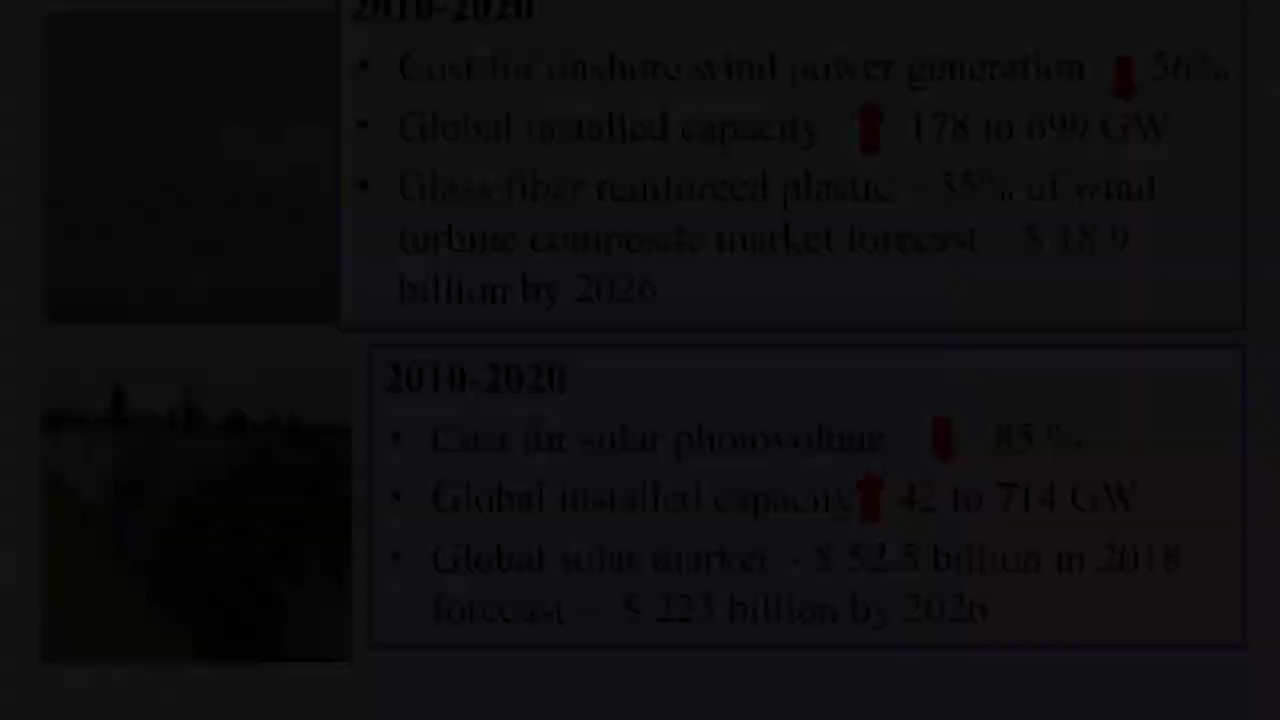 2010-2020
• Cost for onshore wind power generation 56%
• Global installed capacity 178 to 699 GW
• Glass fiber reinforced plastic ~ 35% of wind
turbine composite market forecast $ 18.9
billion by 2026
2010-2020
• Cost for solar photovoltaic 85 %
• Global installed capacity 42 to 714 GW
• Global solar market - $ 52.5 billion in 2018
forecast – $ 223 billion by 2026